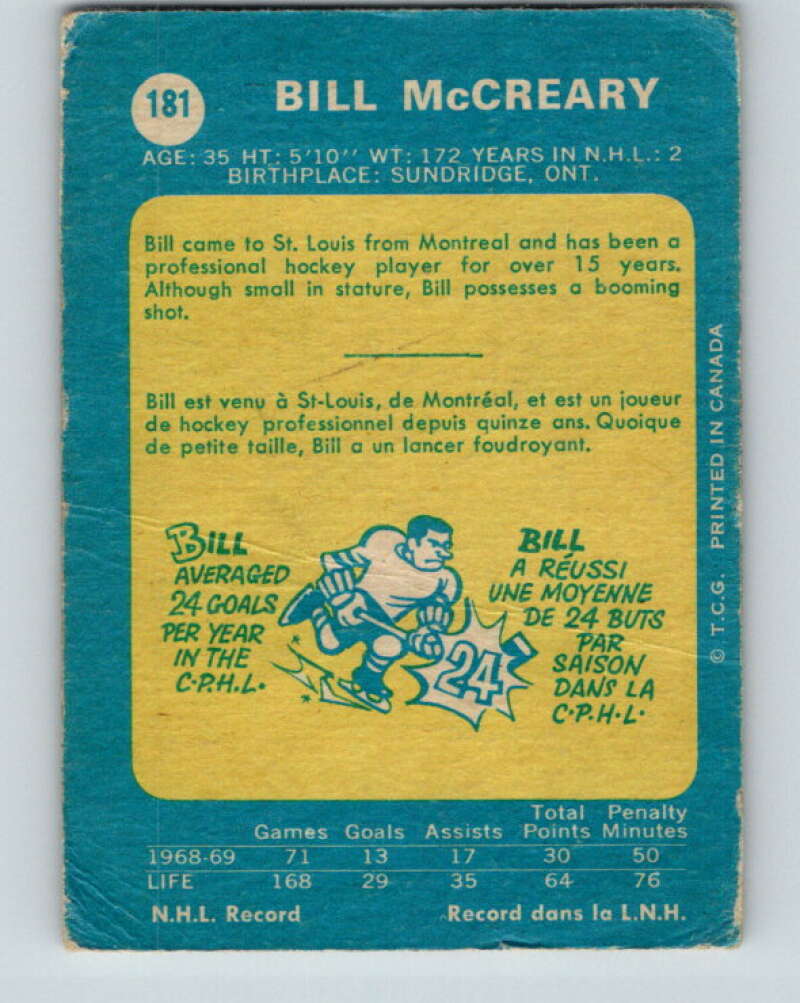 181
BILL McCREARY
AGE: 35 HT: 5'10'' WT: 172 YEARS IN N.H.L.: 2
BIRTHPLACE: SUNDRIDGE, ONT.
Bill came to St. Louis from Montreal and has been a
professional hockey player for over 15 years.
Although small in stature, Bill possesses a booming
shot.
Bill est venu à St-Louis, de Montréal, et est un joueur
de hockey professionnel depuis quinze ans. Quoique
de petite taille, Bill a un lancer foudroyant.
BILL
AVERAGED
24 GOALS
PER YEAR
IN THE
C·P·H·L·
24
BILL
A RÉUSSI
UNE MOYENNE
DE 24 BUTS
PAR
SAISON
DANS LA
C·P·H·L·
© T.C.G. · PRINTED IN CANADA
Games Goals Assists Total Points Penalty Minutes
1968-69 71 13 17 30 50
LIFE 168 29 35 64 76
N.H.L. Record Record dans la L.N.H.